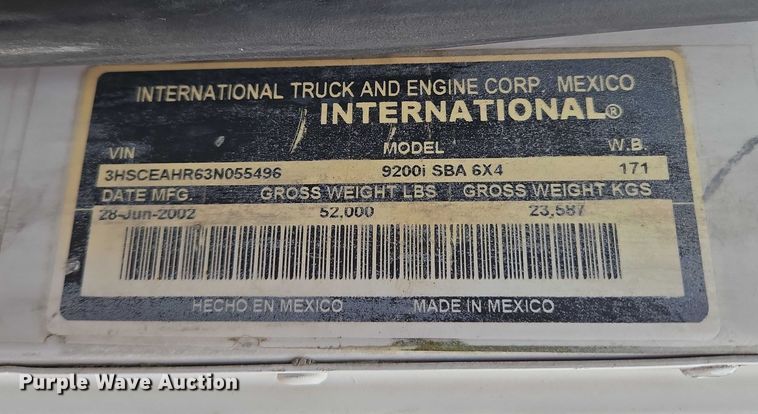 INTERNATIONAL TRUCK AND ENGINE CORP. MEXICO
INTERNATIONAL®
VIN MODEL W.B.
3HSCEAHR63N055496 9200i SBA 6X4 171
DATE MFG. GROSS WEIGHT LBS GROSS WEIGHT KGS
28-Jun-2002 52,000 23,587
HECHO EN MEXICO MADE IN MEXICO
Purple Wave Auction